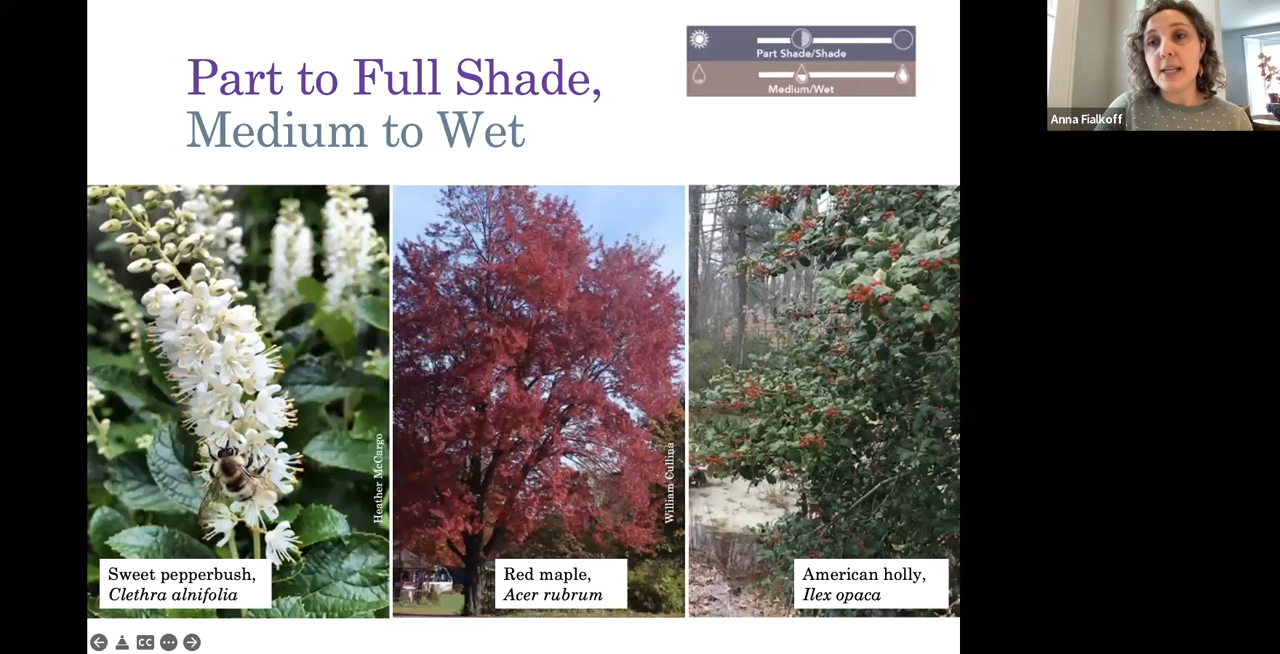 Part to Full Shade,
Medium to Wet
Part Shade/Shade
Medium/Wet
Anna Fialkoff
Heather McCargo
William Cullina
Sweet pepperbush,
Clethra alnifolia
Red maple,
Acer rubrum
American holly,
Ilex opaca
CC